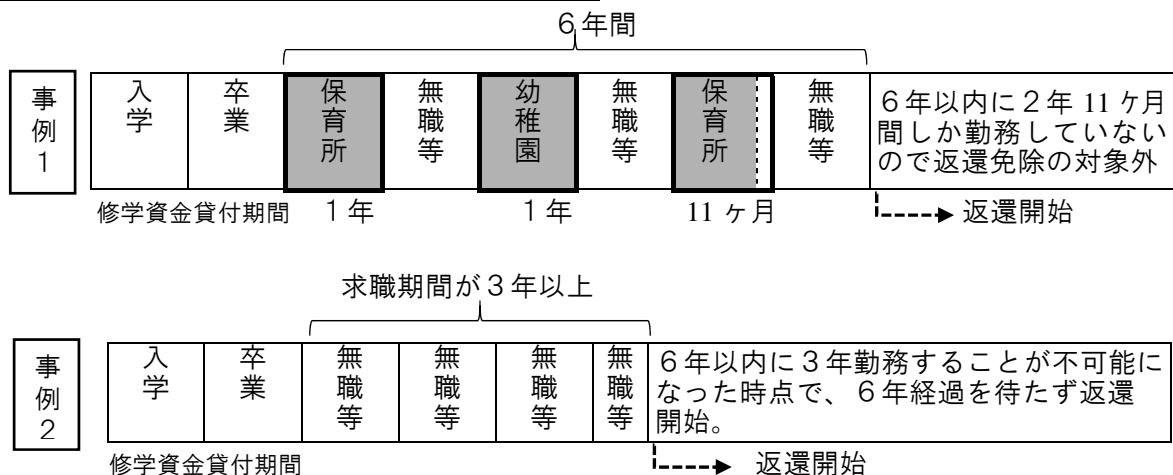 6年間
事例1
入学
卒業
保育所
無職等
幼稚園
無職等
保育所
無職等
6年以内に2年 11 ケ月
間しか勤務していない
ので返還免除の対象外
修学資金貸付期間
1年
1年
11 ヶ月
返還開始
求職期間が3年以上
事例2
入学
卒業
無職等
無職等
無職等
無職等
6年以内に3年勤務することが不可能に
なった時点で、6年経過を待たず返還
開始。
修学資金貸付期間
返還開始